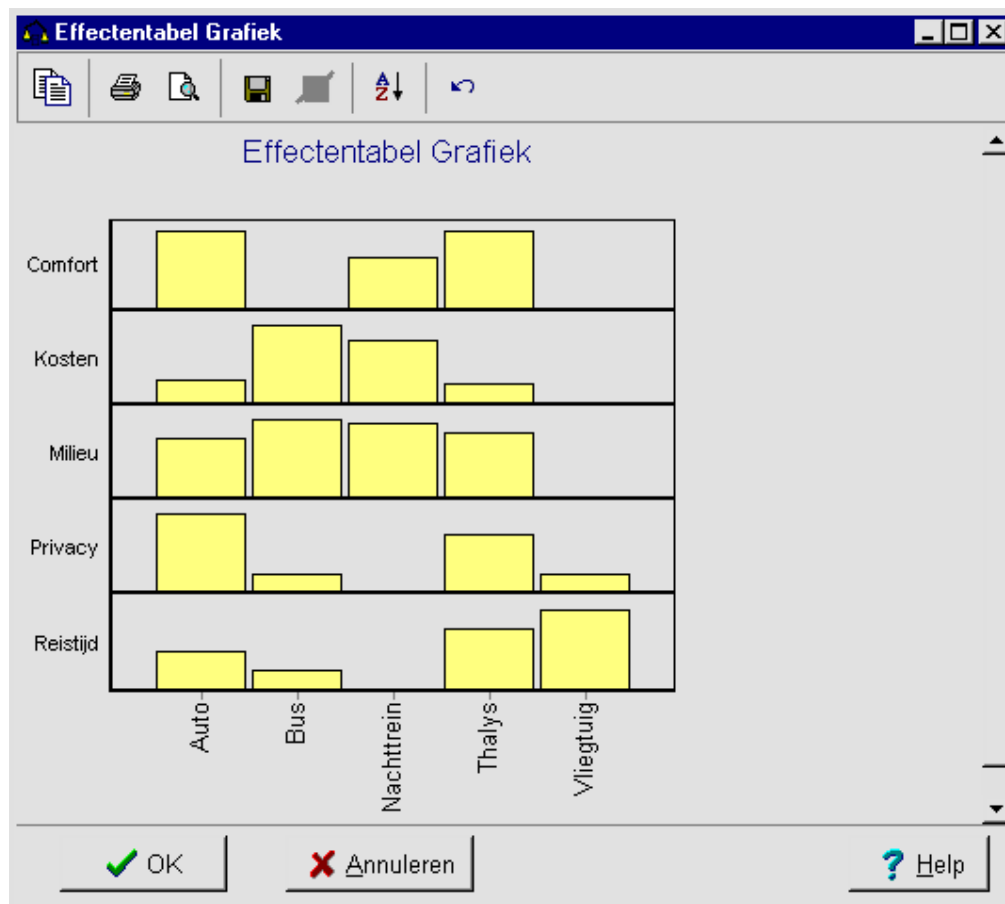 Effectentabel Grafiek
A
Z
Effectentabel Grafiek
Comfort
Kosten
Milieu
Privacy
Reistijd
Auto
Bus
Nachttrein
Thalys
Vliegtuig
OK
Annuleren
? Help